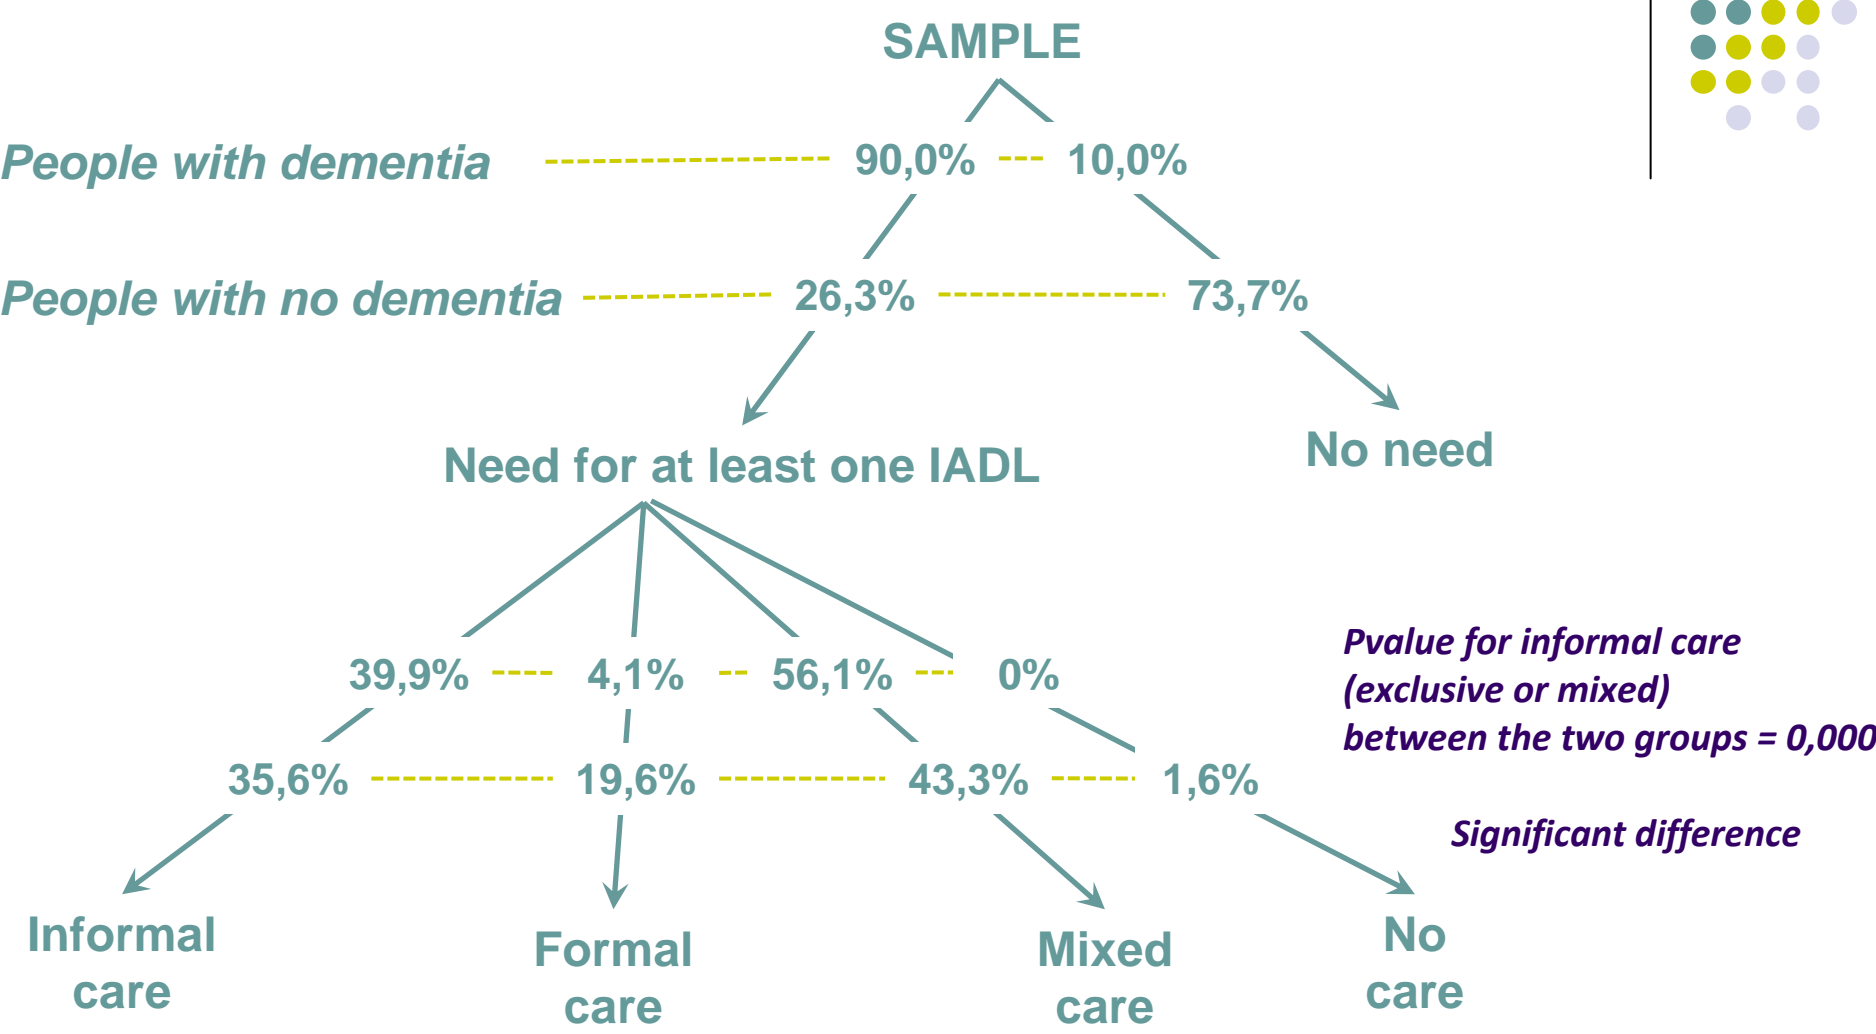 SAMPLE
People with dementia 90,0% 10,0%
People with no dementia 26,3% 73,7%
Need for at least one IADL
No need
39,9% 4,1% 56,1% 0%
35,6% 19,6% 43,3% 1,6%
Pvalue for informal care
(exclusive or mixed)
between the two groups = 0,000
Significant difference
Informal
care
Formal
care
Mixed
care
No
care